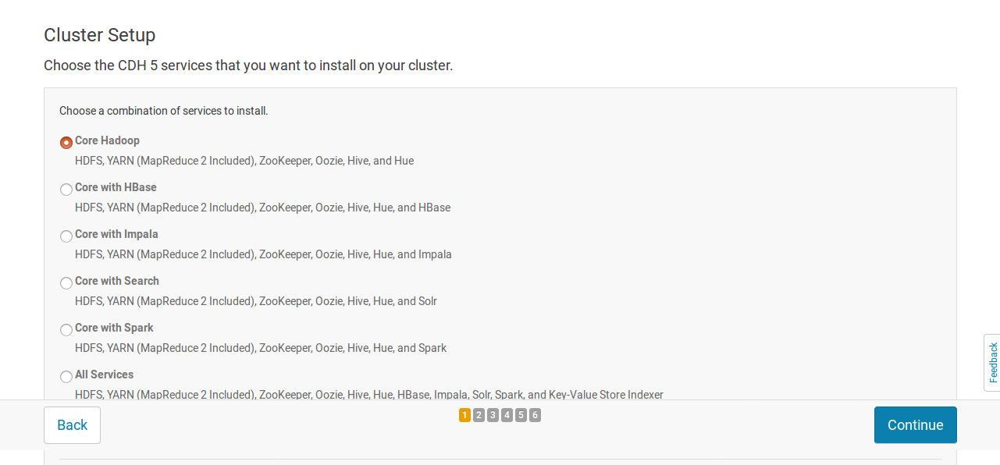 Cluster Setup
Choose the CDH 5 services that you want to install on your cluster.
Choose a combination of services to install.
Core Hadoop
HDFS, YARN (MapReduce 2 Included), ZooKeeper, Oozie, Hive, and Hue
Core with HBase
HDFS, YARN (MapReduce 2 Included), ZooKeeper, Oozie, Hive, Hue, and HBase
Core with Impala
HDFS, YARN (MapReduce 2 Included), ZooKeeper, Oozie, Hive, Hue, and Impala
Core with Search
HDFS, YARN (MapReduce 2 Included), ZooKeeper, Oozie, Hive, Hue, and Solr
Core with Spark
HDFS, YARN (MapReduce 2 Included), ZooKeeper, Oozie, Hive, Hue, and Spark
All Services
HDFS, YARN (MapReduce 2 Included), ZooKeeper, Oozie, Hive, Hue, HBase, Impala, Solr, Spark, and Key-Value Store Indexer
Feedback
Back
1 2 3 4 5 6
Continue